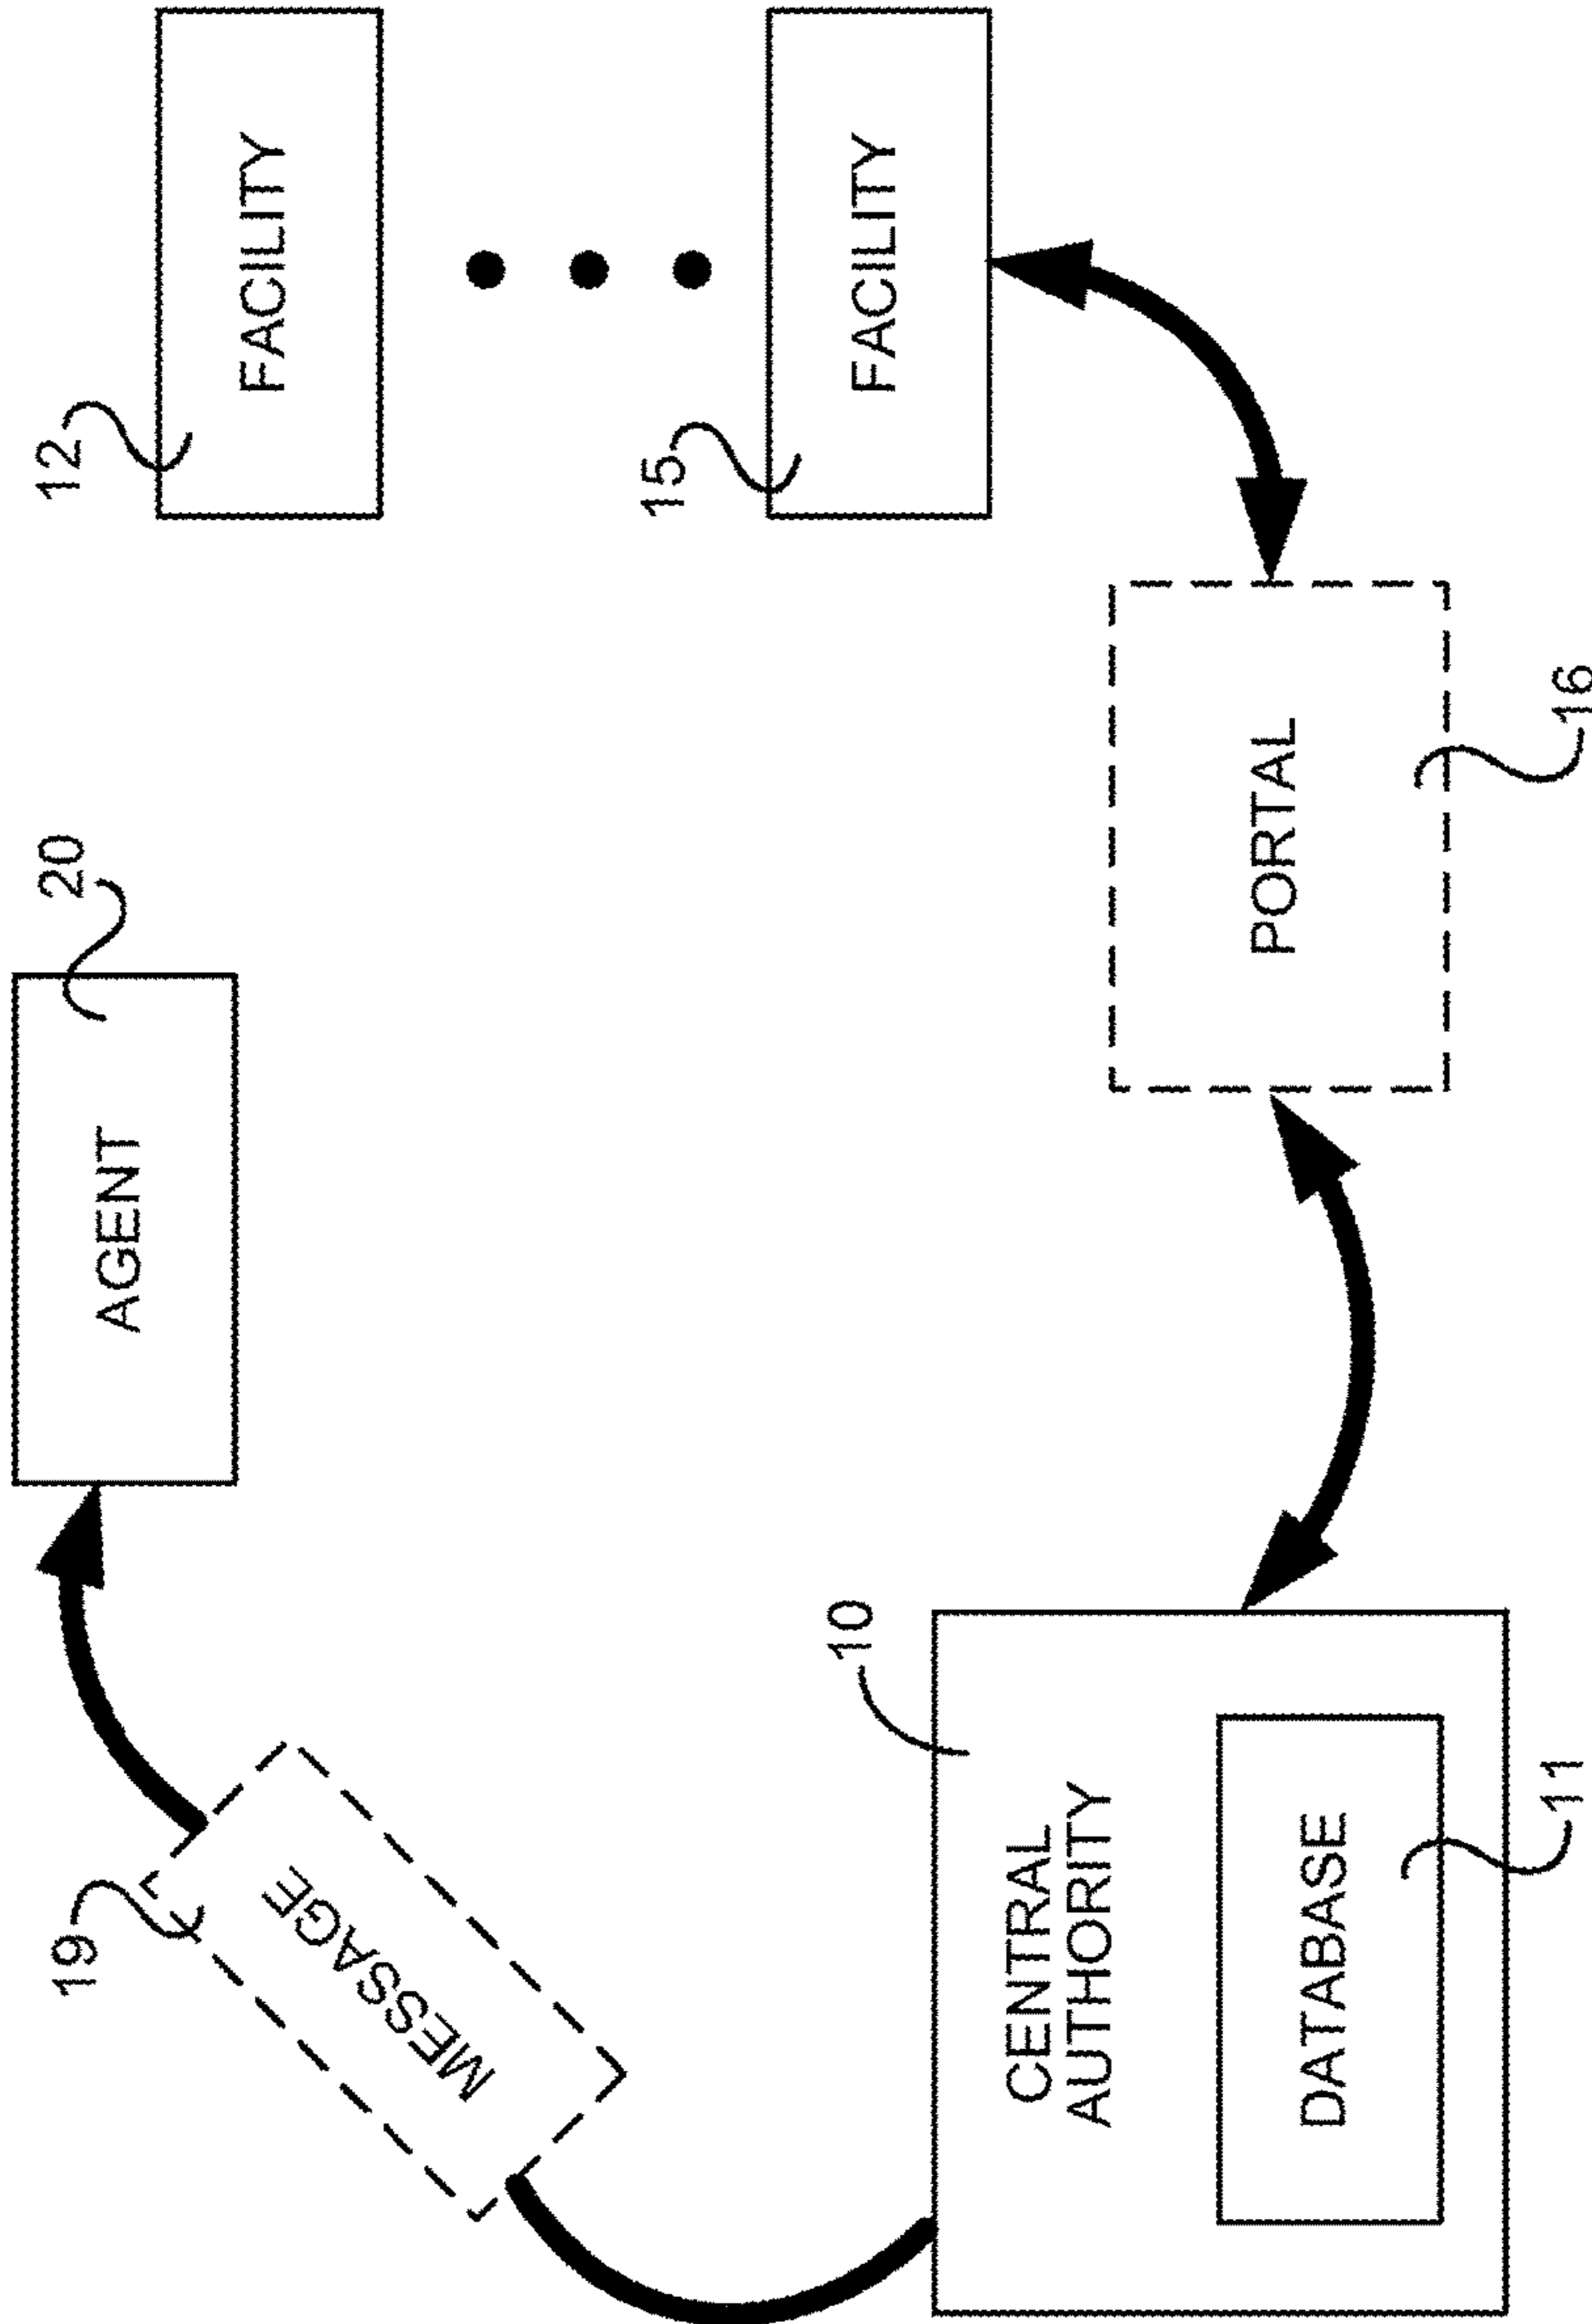 19
MESSAGE
20
AGENT
12
FACILITY
15
FACILITY
10
CENTRAL
AUTHORITY
DATABASE
11
PORTAL
16